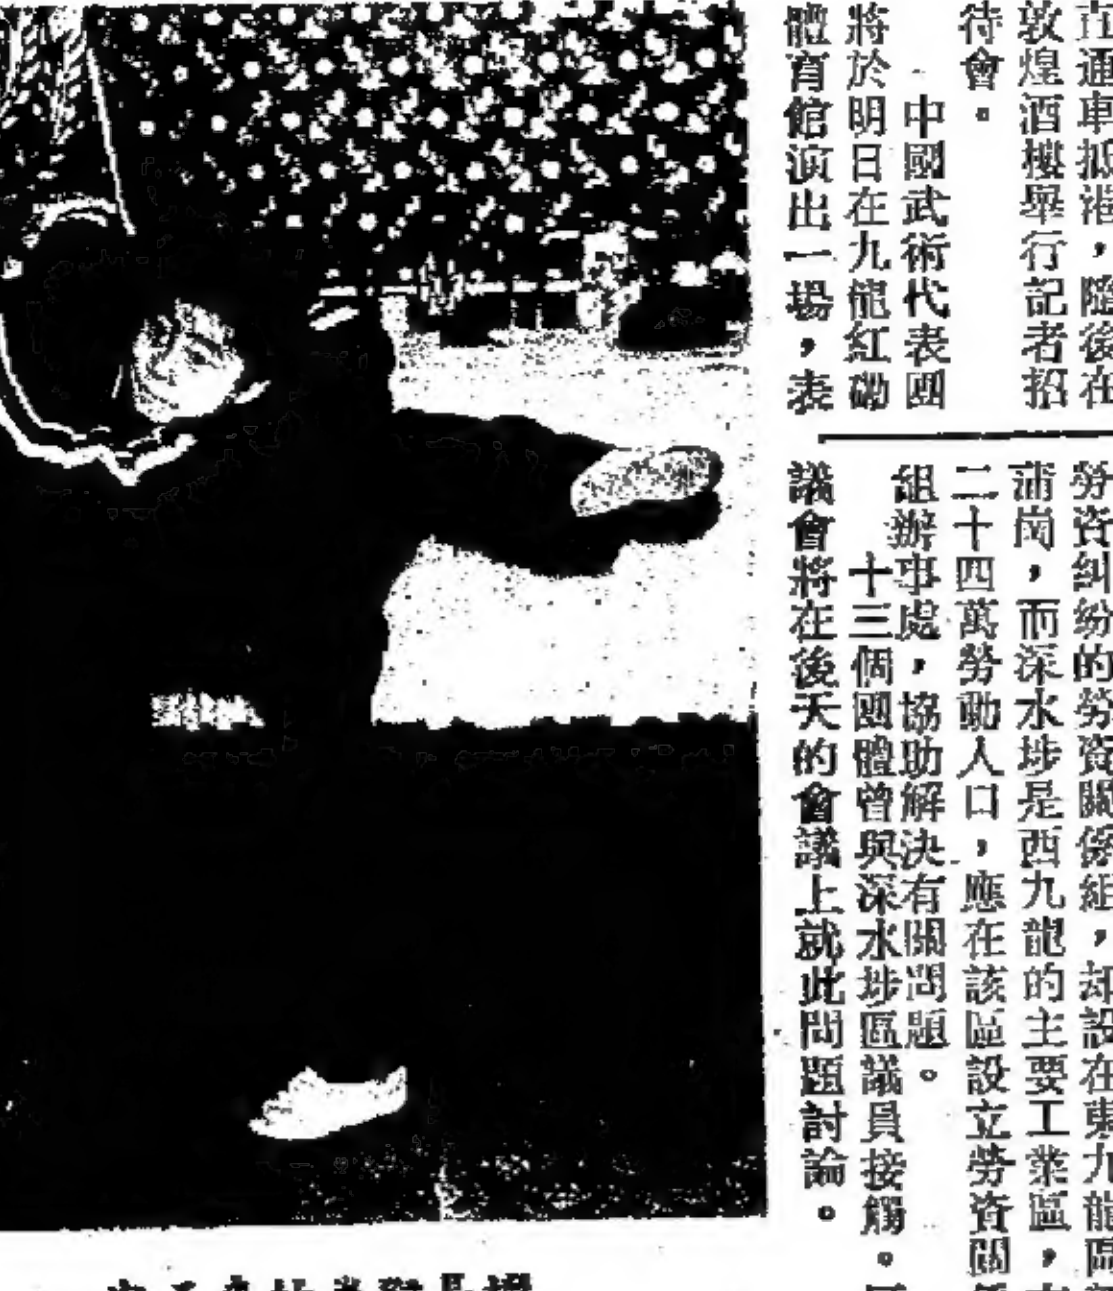 直通車抵港，隨後在
敦煌酒樓舉行記者招
待會。
中國武術代表團
將於明日在九龍紅磡
體育館演出一場，表
勞資糾紛的勞資關係組，却設在東九龍區
蒲崗，而深水埗是西九龍的主要工業區，
二十四萬勞動人口，應在該區設立勞資關
組辦事處，協助解決有關問題。
十三個團體曾與深水埗區議員接觸。
議會將在後天的會議上就此問題討論。